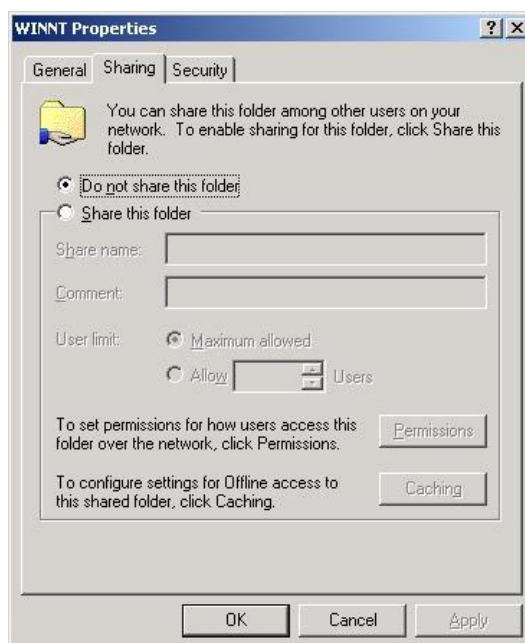 WINNT Properties
General Sharing Security
You can share this folder among other users on your
network. To enable sharing for this folder, click Share this
folder.
Do not share this folder
Share this folder
Share name:
Comment:
User limit: Maximum allowed
Allow Users
To set permissions for how users access this
folder over the network, click Permissions.
Permissions
To configure settings for Offline access to
this shared folder, click Caching.
Caching
OK Cancel Apply